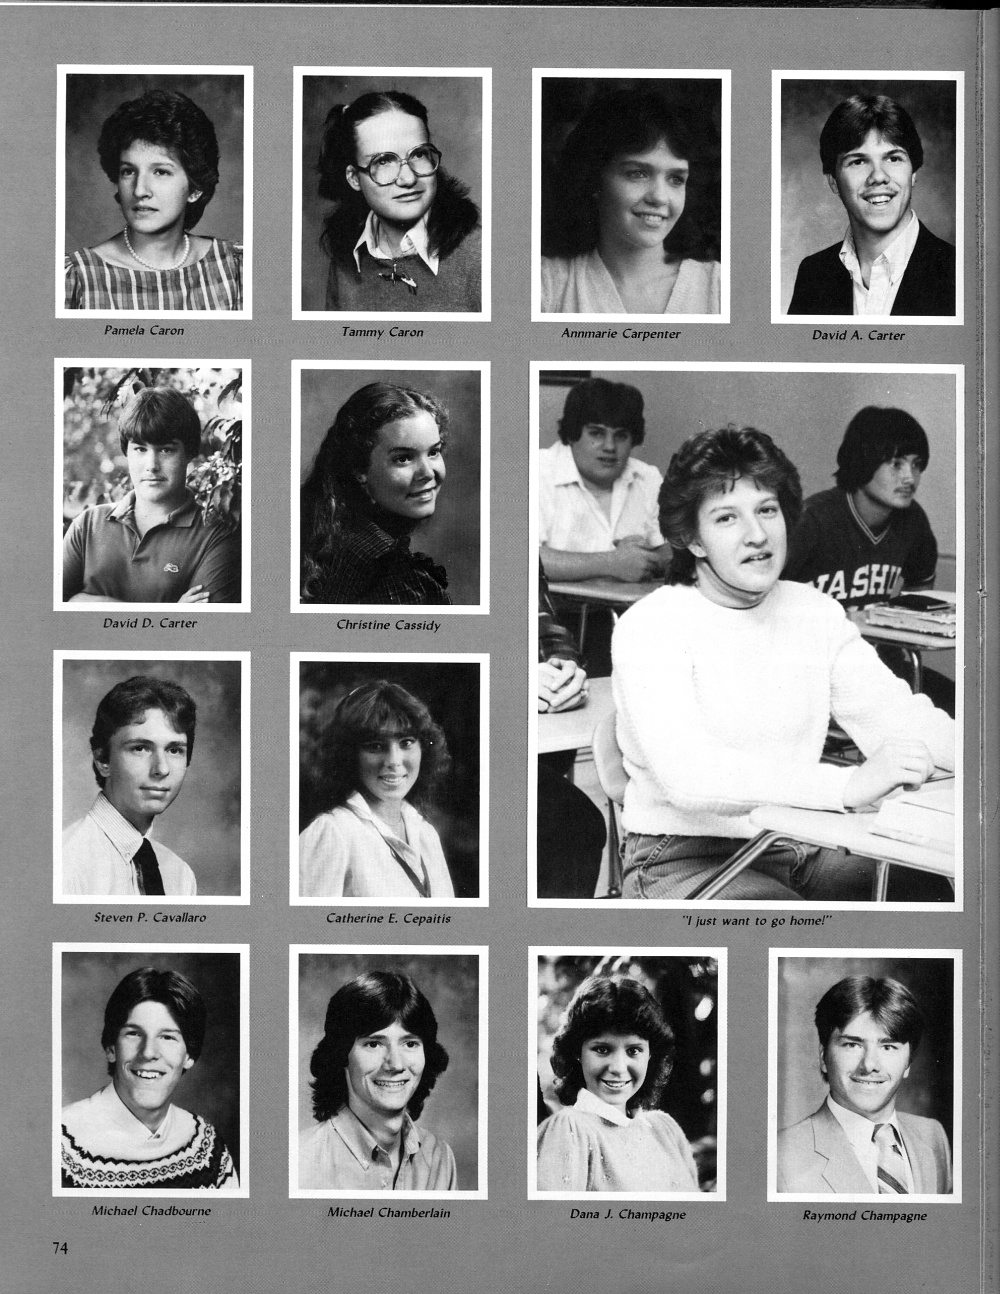 Pamela Caron
Tammy Caron
Annmarie Carpenter
David A. Carter
David D. Carter
Christine Cassidy
NASHU
Steven P. Cavallaro
Catherine E. Cepaitis
"I just want to go home!"
Michael Chadbourne
Michael Chamberlain
Dana J. Champagne
Raymond Champagne
74